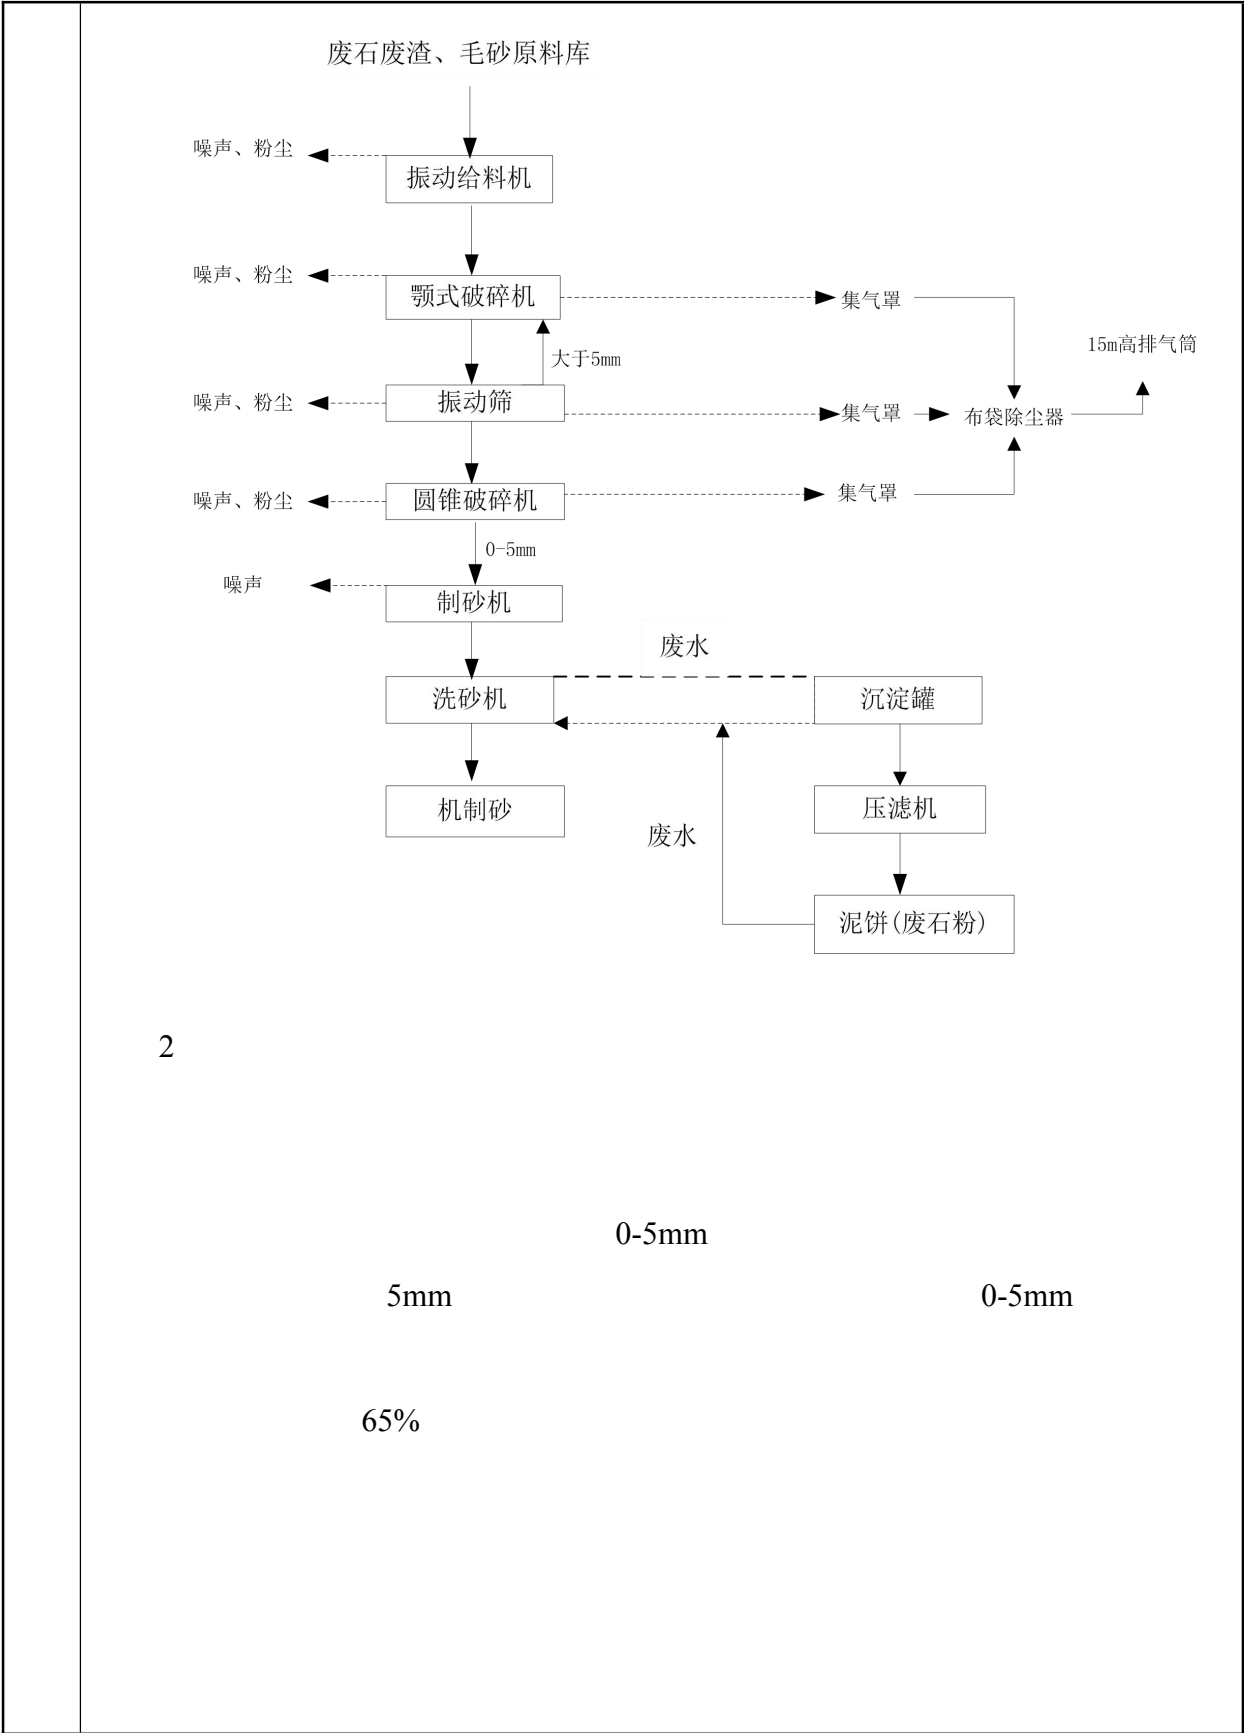 废石废渣、毛砂原料库
噪声、粉尘
振动给料机
噪声、粉尘
颚式破碎机
集气罩
大于5mm
15m高排气筒
噪声、粉尘
振动筛
集气罩
布袋除尘器
噪声、粉尘
圆锥破碎机
集气罩
0-5mm
噪声
制砂机
废水
洗砂机
沉淀罐
机制砂
压滤机
废水
泥饼(废石粉)
2
0-5mm
5mm 0-5mm
65%